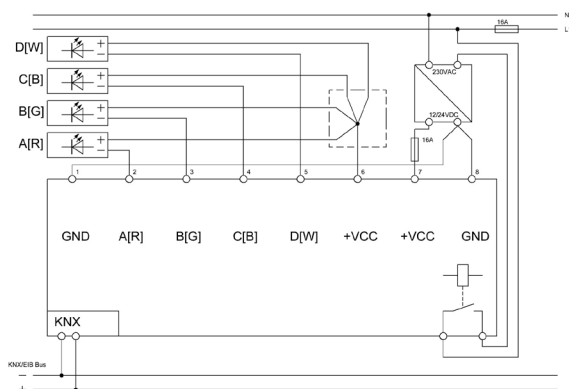 N
16A
L
D[W]
+
−
C[B]
+
−
B[G]
+
−
A[R]
+
−
230VAC
12/24VDC
16A
1 2 3 4 5 6 7 8
GND A[R] B[G] C[B] D[W] +VCC +VCC GND
KNX
KNX/EIB Bus
−
+